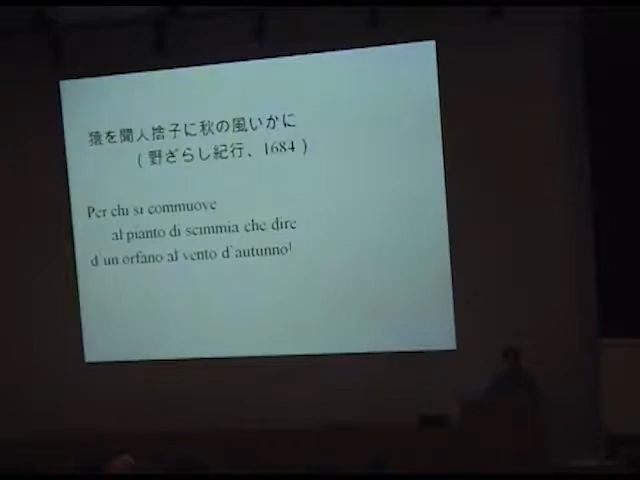 猿を聞人捨子に秋の風いかに
(野ざらし紀行、1684)
Per chi si commuove
al pianto di scimmia che dire
d'un orfano al vento d'autunno!